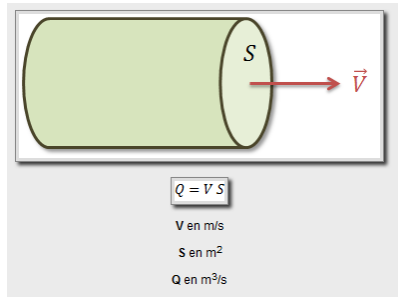 S
V⃗
Q = V S
V en m/s
S en m²
Q en m³/s